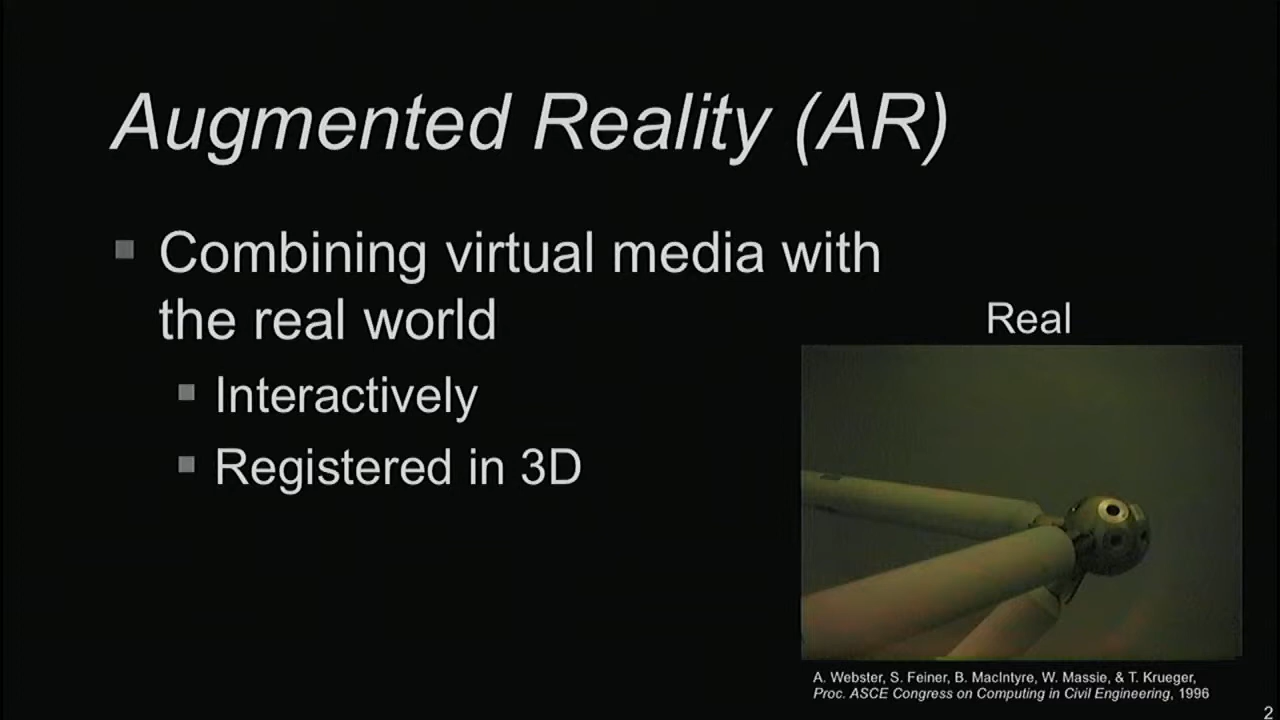 Augmented Reality (AR)
Combining virtual media with
the real world
Interactively
Registered in 3D
Real
A. Webster, S. Feiner, B. MacIntyre, W. Massie, & T. Krueger,
Proc. ASCE Congress on Computing in Civil Engineering, 1996
2